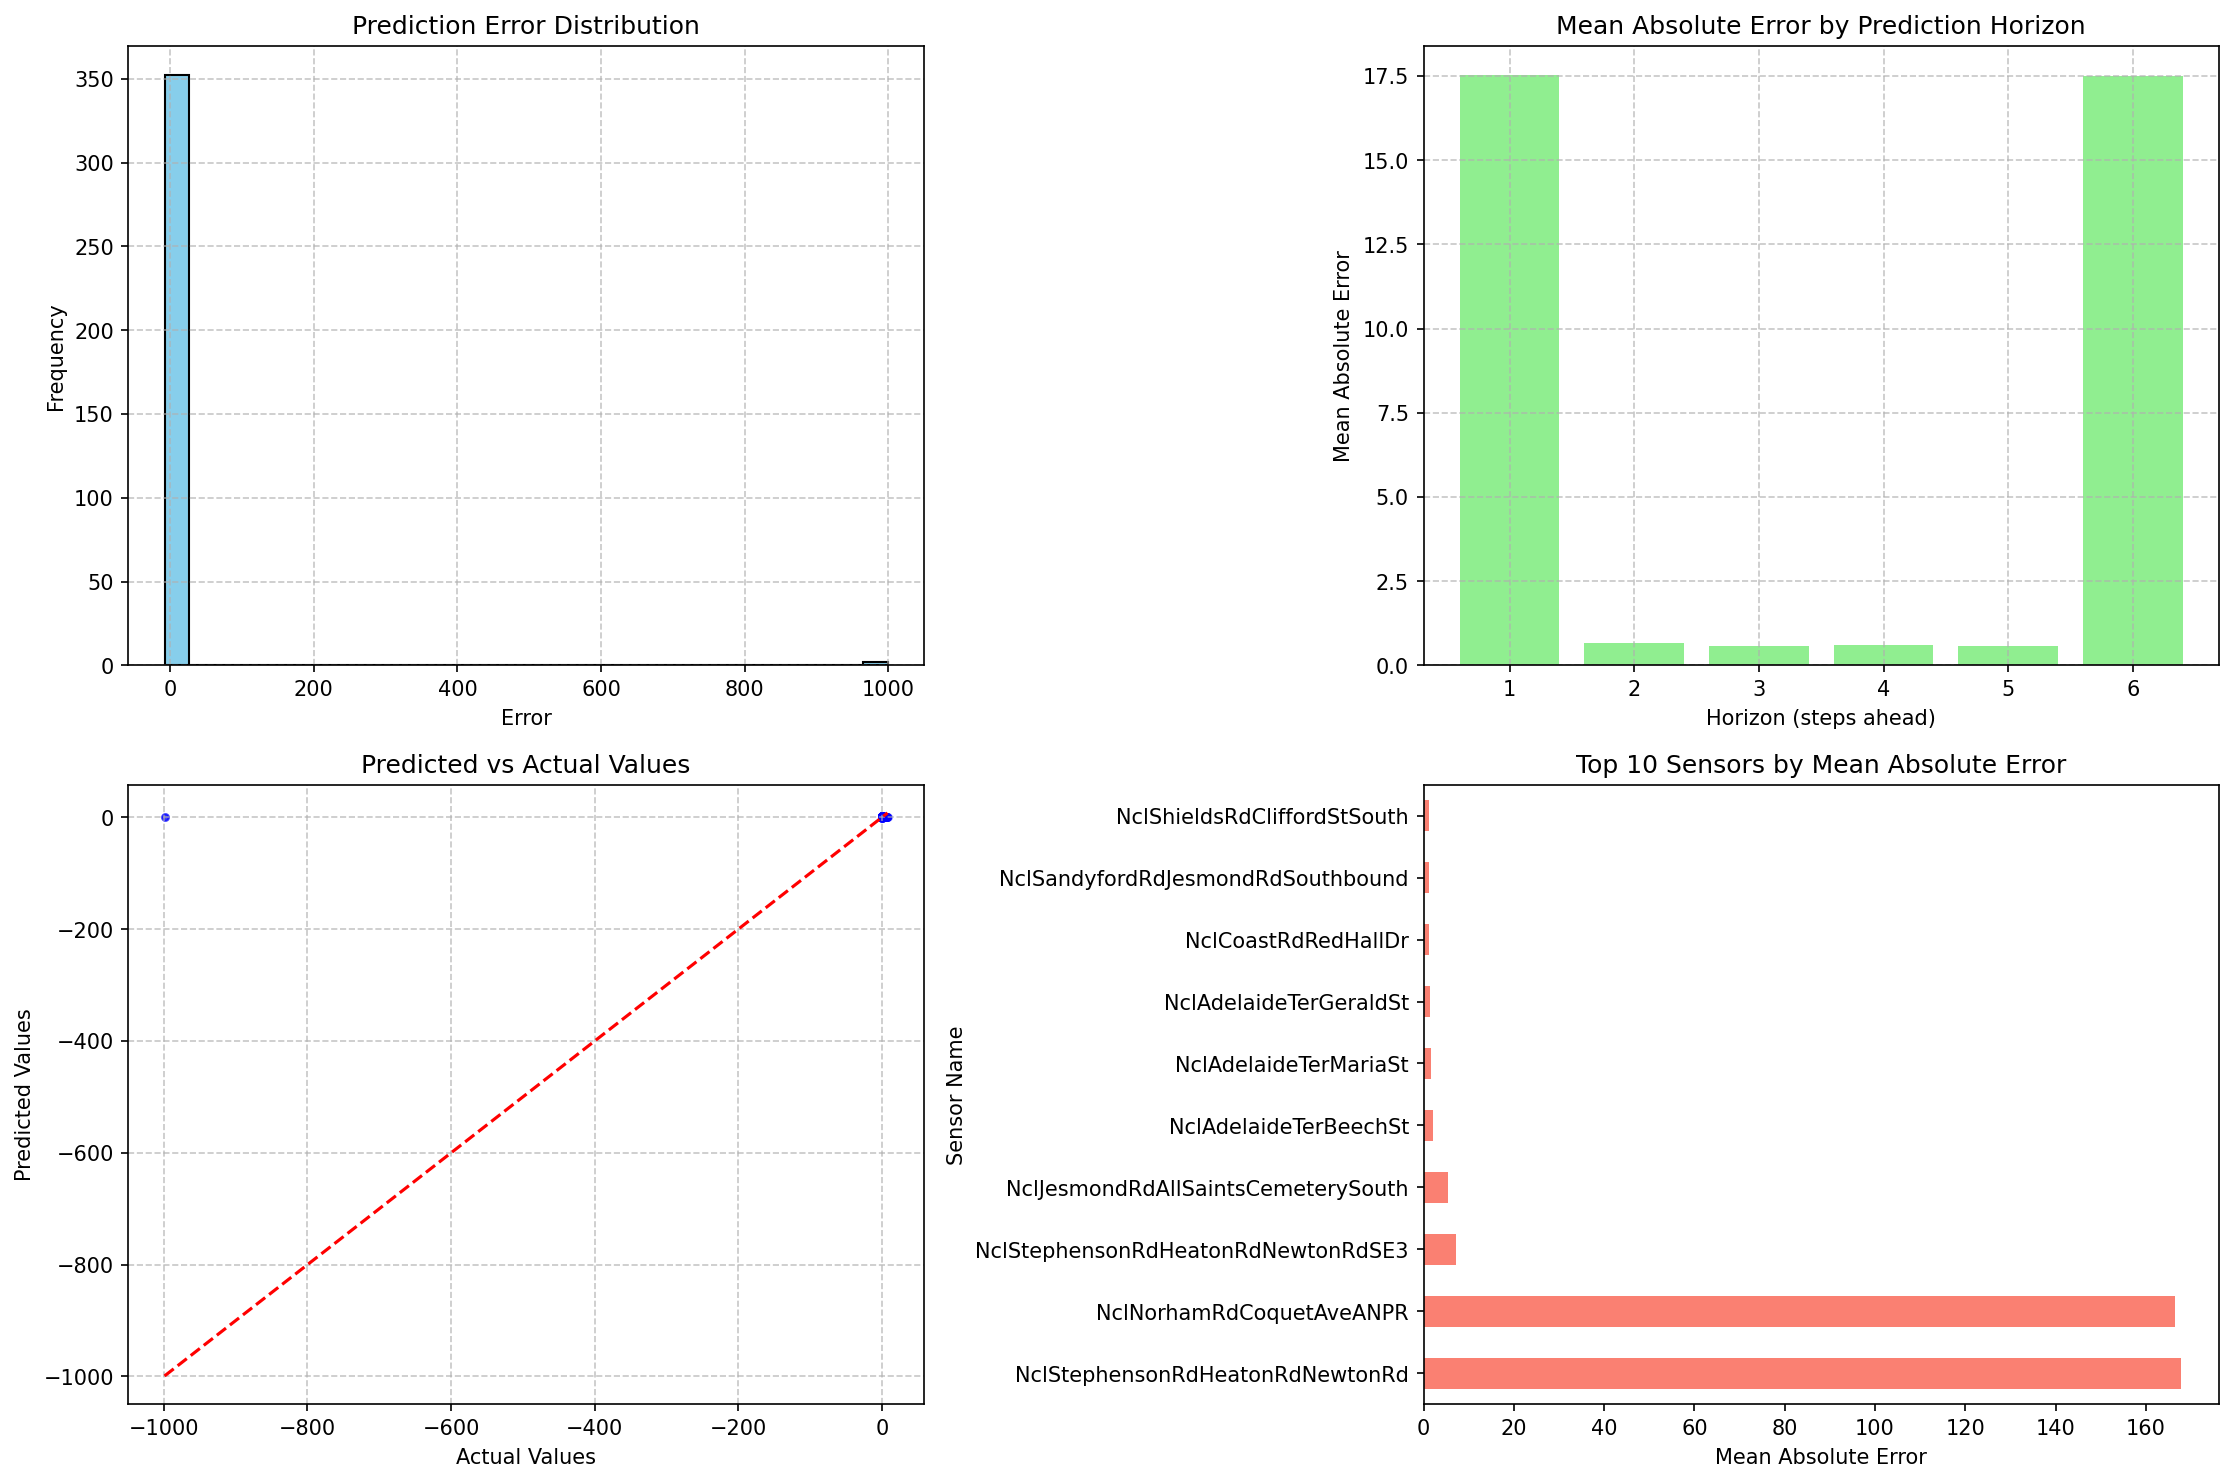 Prediction Error Distribution
350
300
250
200
150
100
50
0
Frequency
0 200 400 600 800 1000
Error
Mean Absolute Error by Prediction Horizon
17.5
15.0
12.5
10.0
7.5
5.0
2.5
0.0
Mean Absolute Error
1 2 3 4 5 6
Horizon (steps ahead)
Predicted vs Actual Values
0
−200
−400
−600
−800
−1000
Predicted Values
−1000 −800 −600 −400 −200 0
Actual Values
Top 10 Sensors by Mean Absolute Error
NclShieldsRdCliffordStSouth
NclSandyfordRdJesmondRdSouthbound
NclCoastRdRedHallDr
NclAdelaideTerGeraldSt
NclAdelaideTerMariaSt
NclAdelaideTerBeechSt
NclJesmondRdAllSaintsCemeterySouth
NclStephensonRdHeatonRdNewtonRdSE3
NclNorhamRdCoquetAveANPR
NclStephensonRdHeatonRdNewtonRd
Sensor Name
0 20 40 60 80 100 120 140 160
Mean Absolute Error